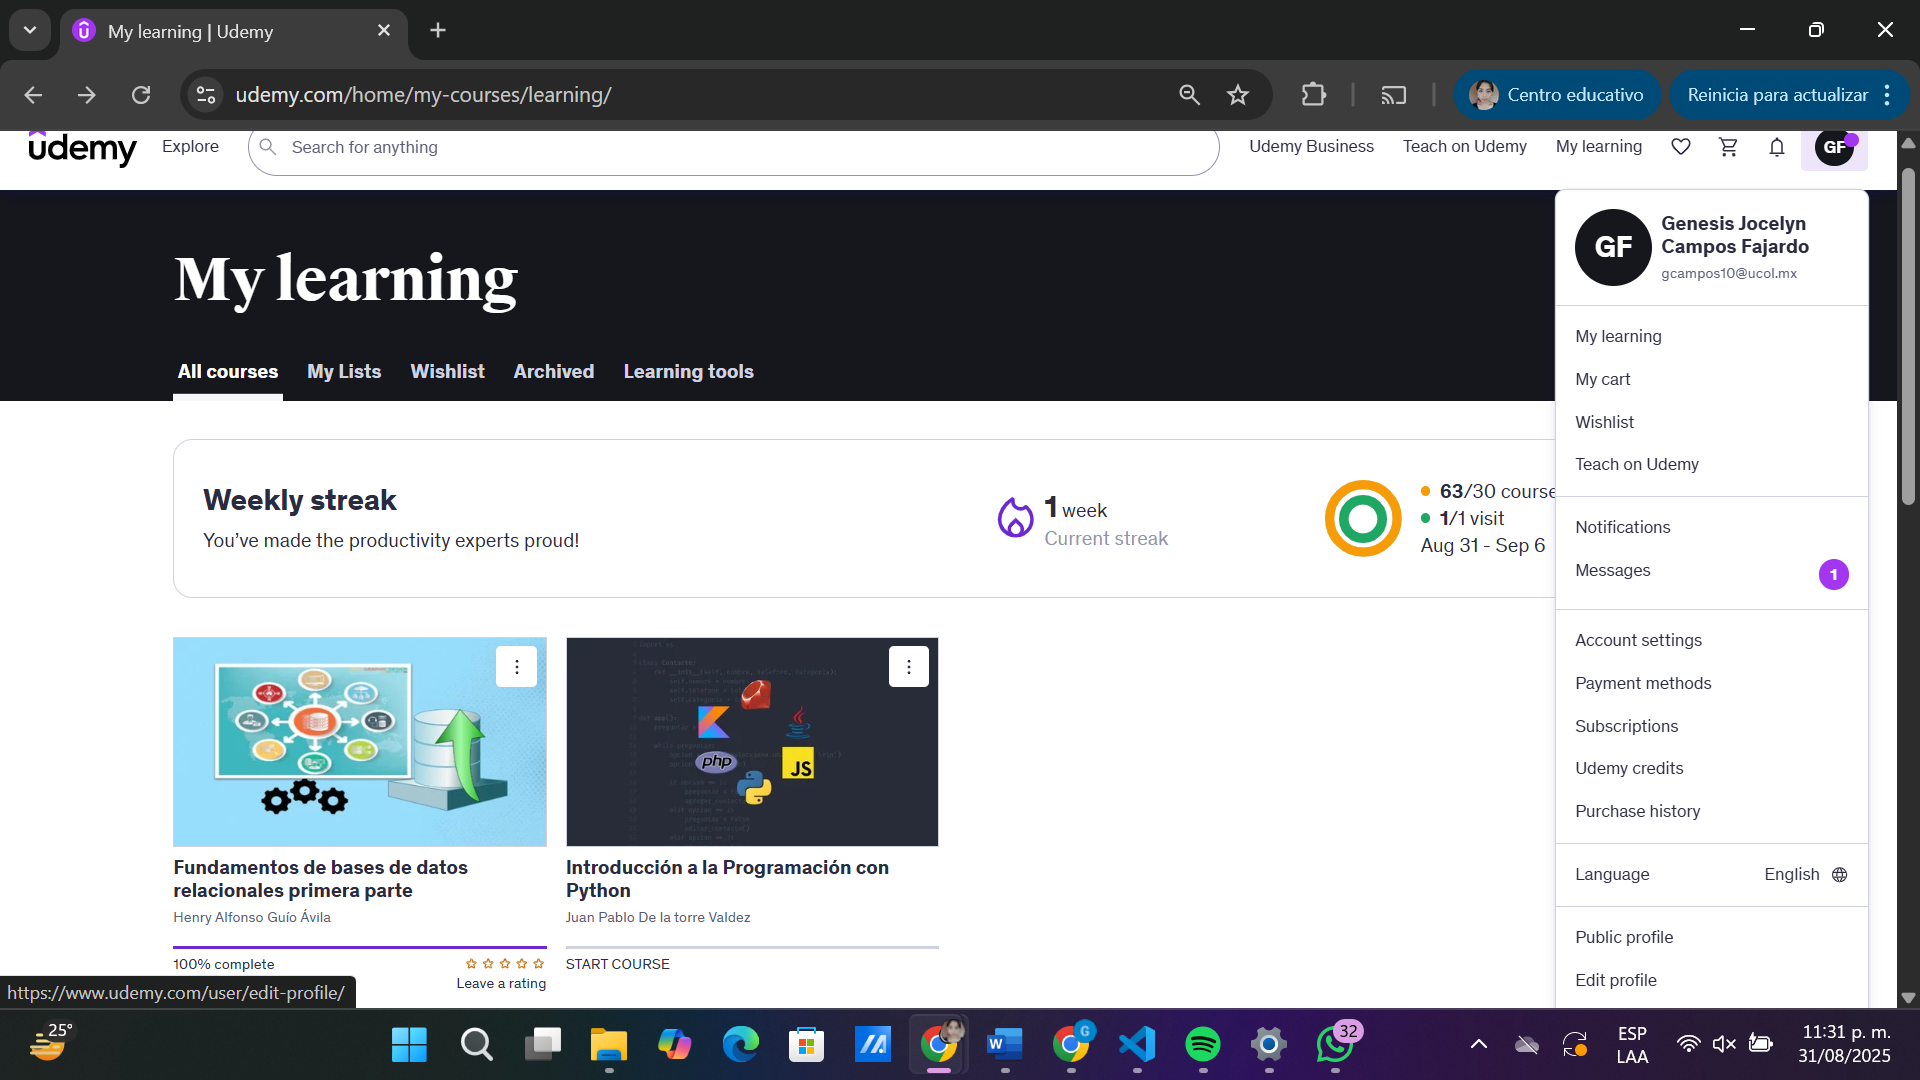 My learning | Udemy
udemy.com/home/my-courses/learning/
Centro educativo
Reinicia para actualizar
udemy
Explore
Search for anything
Udemy Business
Teach on Udemy
My learning
GF
GF
Genesis Jocelyn
Campos Fajardo
gcampos10@ucol.mx
My learning
All courses
My Lists
Wishlist
Archived
Learning tools
My learning
My cart
Wishlist
Teach on Udemy
Notifications
Messages
1
Account settings
Payment methods
Subscriptions
Udemy credits
Purchase history
Language
English
Public profile
Edit profile
Weekly streak
You've made the productivity experts proud!
1 week
Current streak
63/30 course
1/1 visit
Aug 31 - Sep 6
php
JS
Fundamentos de bases de datos
relacionales primera parte
Henry Alfonso Guío Ávila
100% complete
Leave a rating
Introducción a la Programación con
Python
Juan Pablo De la torre Valdez
START COURSE
https://www.udemy.com/user/edit-profile/
25°
W
G
32
ESP
LAA
11:31 p. m.
31/08/2025